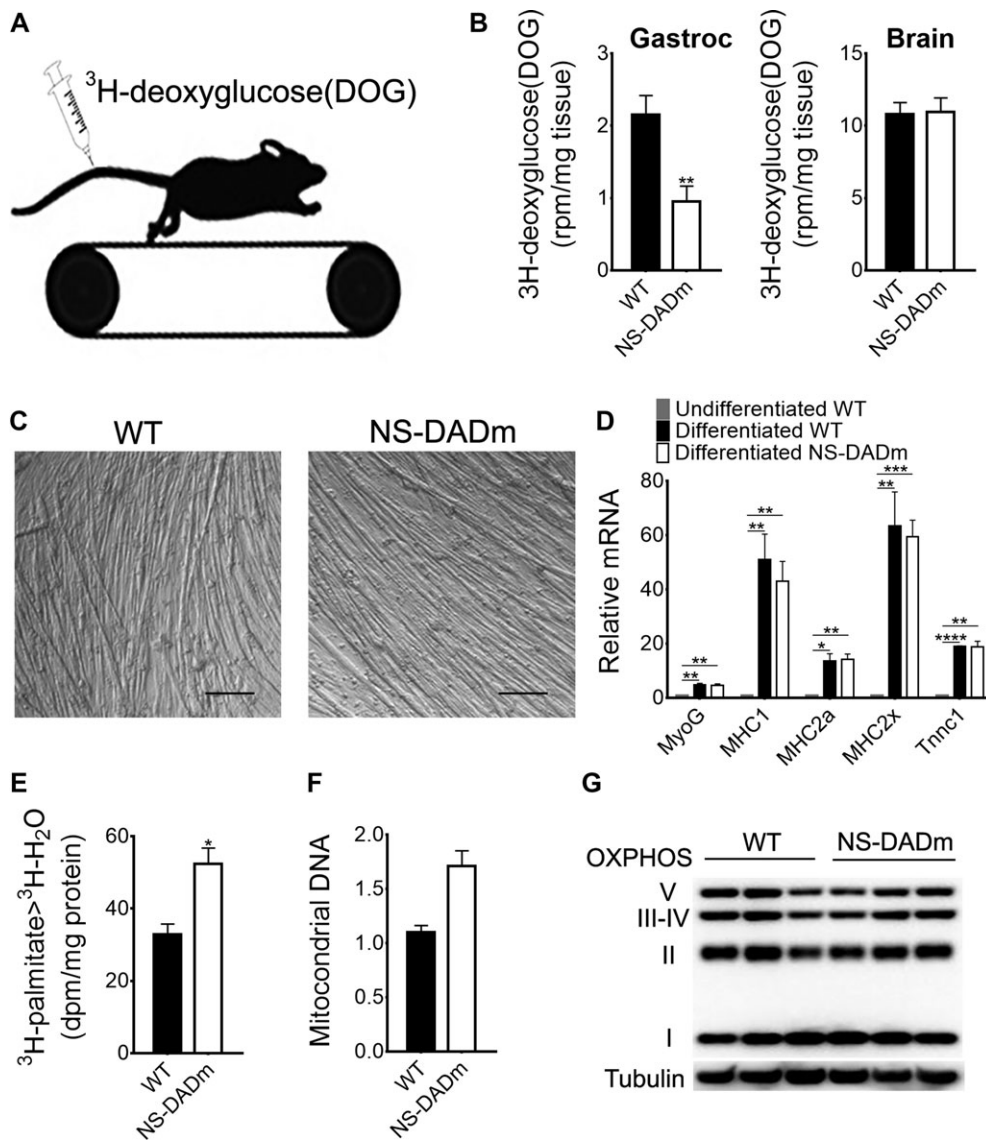 A
³H-deoxyglucose(DOG)
B
Gastroc
3H-deoxyglucose(DOG)
(rpm/mg tissue)
3
2
1
0
**
WT
NS-DADm
Brain
3H-deoxyglucose(DOG)
(rpm/mg tissue)
15
10
5
0
WT
NS-DADm
C
WT
NS-DADm
D
Undifferentiated WT
Differentiated WT
Differentiated NS-DADm
Relative mRNA
80
60
40
20
0
**
**
**
**
**
*
***
**
**
****
MyoG
MHC1
MHC2a
MHC2x
Tnnc1
E
³H-palmitate>³H-H₂O
(dpm/mg protein)
60
40
20
0
*
WT
NS-DADm
F
Mitocondrial DNA
2.0
1.5
1.0
0.5
0.0
WT
NS-DADm
G
OXPHOS
WT
NS-DADm
V
III-IV
II
I
Tubulin